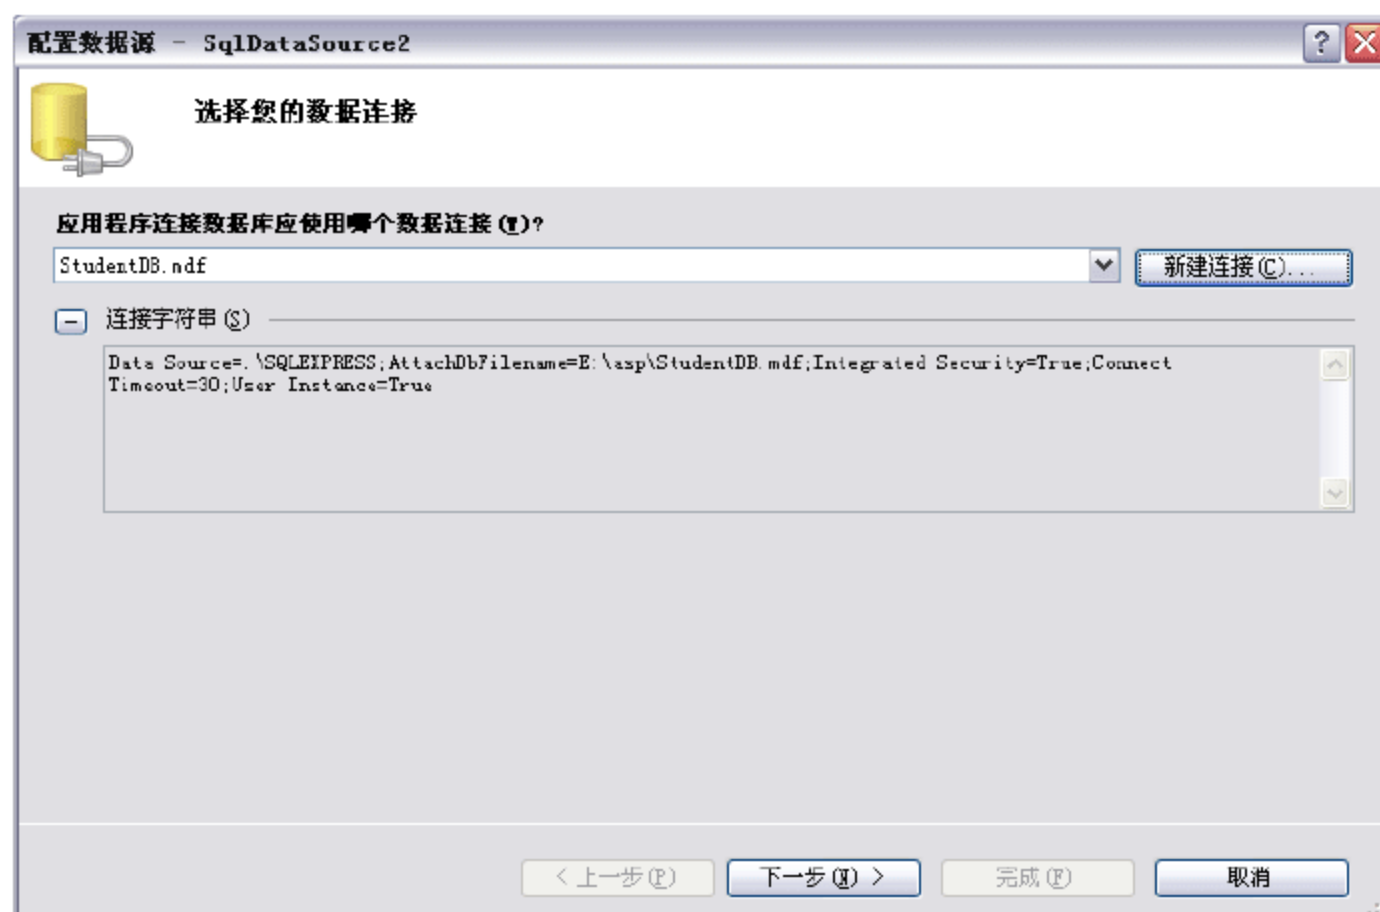 配置数据源 - SqlDataSource2
选择您的数据连接
应用程序连接数据库应使用哪个数据连接(W)?
StudentDB.mdf
新建连接(C)...
连接字符串(S)
Data Source=.\SQLEXPRESS;AttachDbFilename=E:\asp\StudentDB.mdf;Integrated Security=True;Connect
Timeout=30;User Instance=True
< 上一步(P)
下一步(N) >
完成(F)
取消